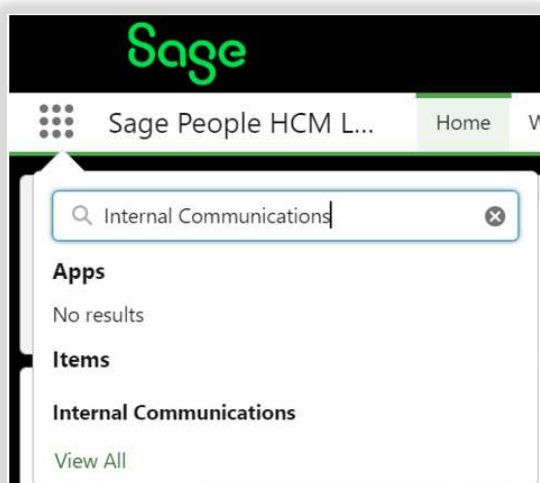 Sage
Sage People HCM L... Home
Internal Communications
Apps
No results
Items
Internal Communications
View All